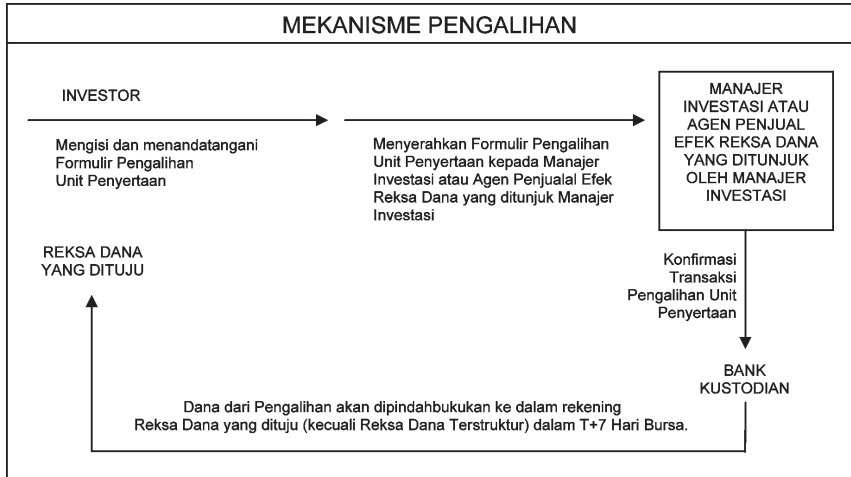 MEKANISME PENGALIHAN
INVESTOR
Mengisi dan menandatangani
Formulir Pengalihan
Unit Penyertaan
Menyerahkan Formulir Pengalihan
Unit Penyertaan kepada Manajer
Investasi atau Agen Penjualal Efek
Reksa Dana yang ditunjuk Manajer
Investasi
MANAJER
INVESTASI ATAU
AGEN PENJUAL
EFEK REKSA DANA
YANG DITUNJUK
OLEH MANAJER
INVESTASI
Konfirmasi
Transaksi
Pengalihan Unit
Penyertaan
BANK
KUSTODIAN
Dana dari Pengalihan akan dipindahbukukan ke dalam rekening
Reksa Dana yang dituju (kecuali Reksa Dana Terstruktur) dalam T+7 Hari Bursa.
REKSA DANA
YANG DITUJU